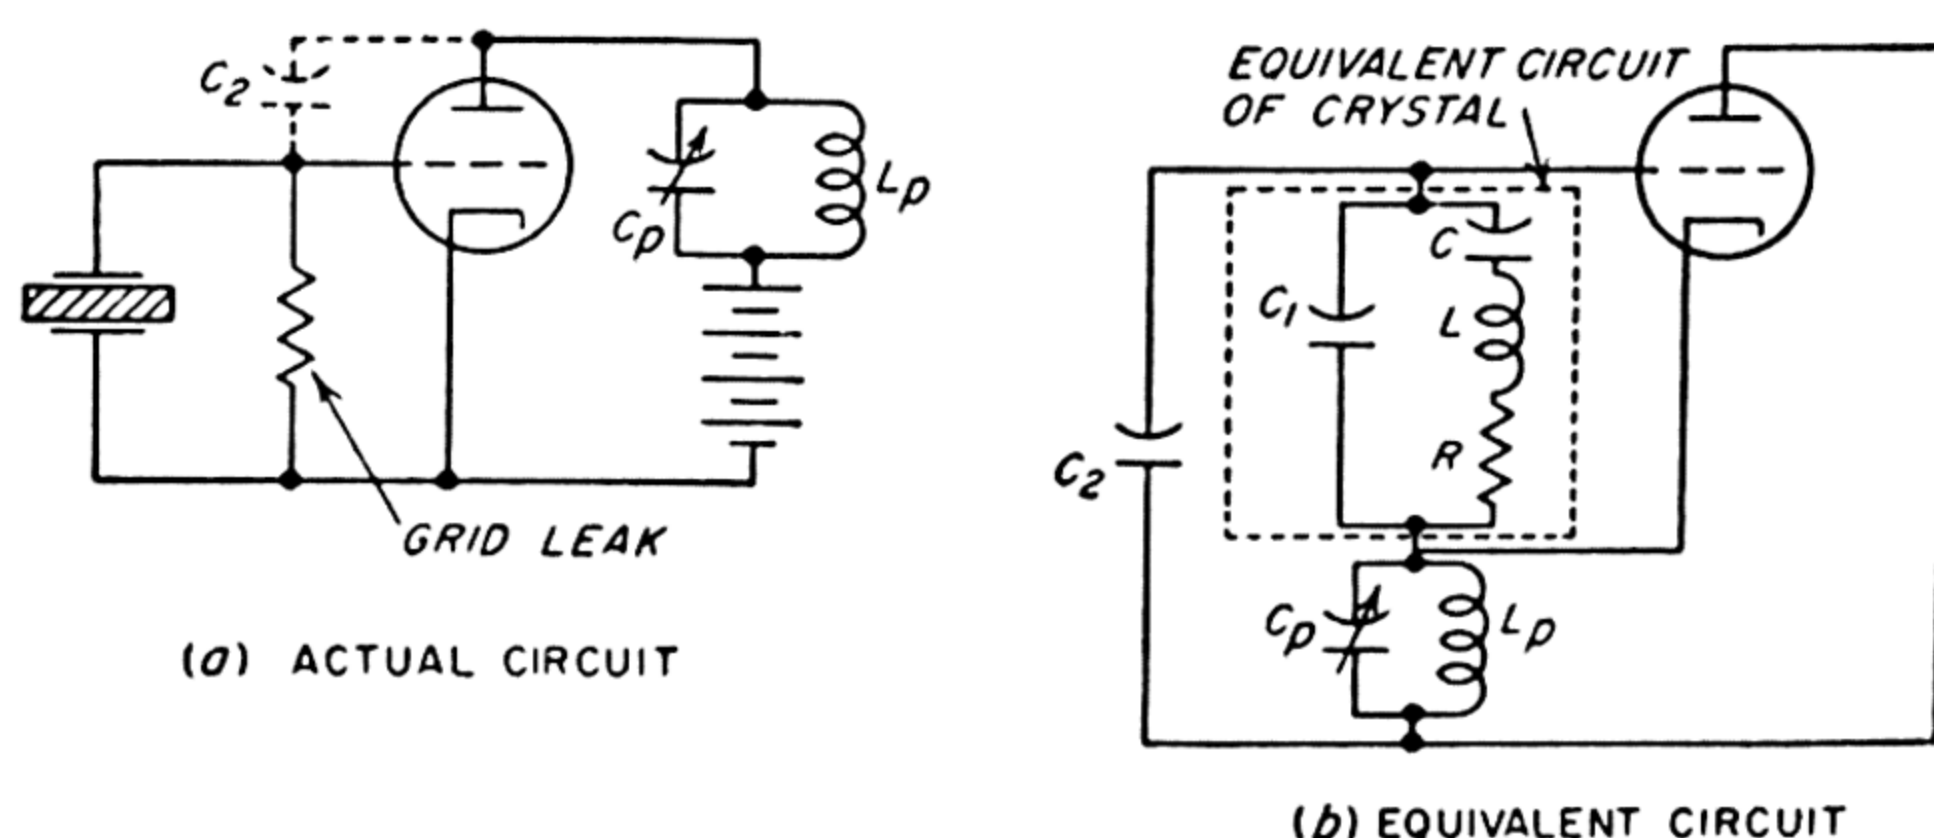 C2
Cp
Lp
GRID LEAK
(a) ACTUAL CIRCUIT
EQUIVALENT CIRCUIT
OF CRYSTAL
C
C1
L
R
C2
Cp
Lp
(b) EQUIVALENT CIRCUIT